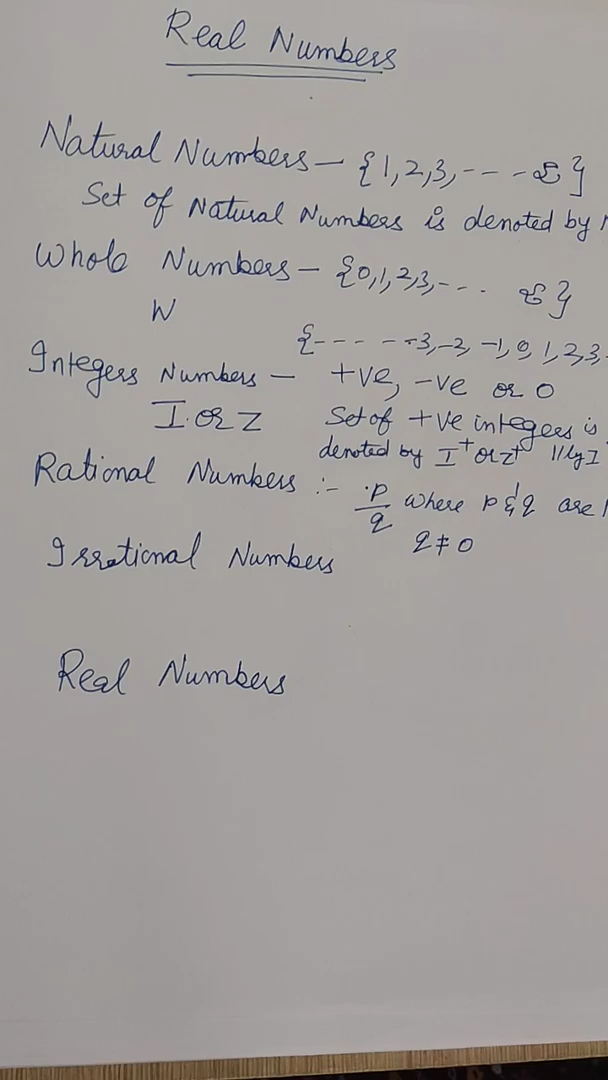 Real Numbers
Natural Numbers – {1, 2, 3, - - - - ∞}
Set of Natural Numbers is denoted by
Whole Numbers – {0, 1, 2, 3, - - - ∞}
W
{- - - - - -3, -2, -1, 0, 1, 2, 3,
Integers Numbers – +ve, -ve or 0
I or Z Set of +ve integers is
denoted by I⁺ or Z⁺ ||ly I
Rational Numbers :- p/q where p & q are
q ≠ 0
Irrational Numbers
Real Numbers